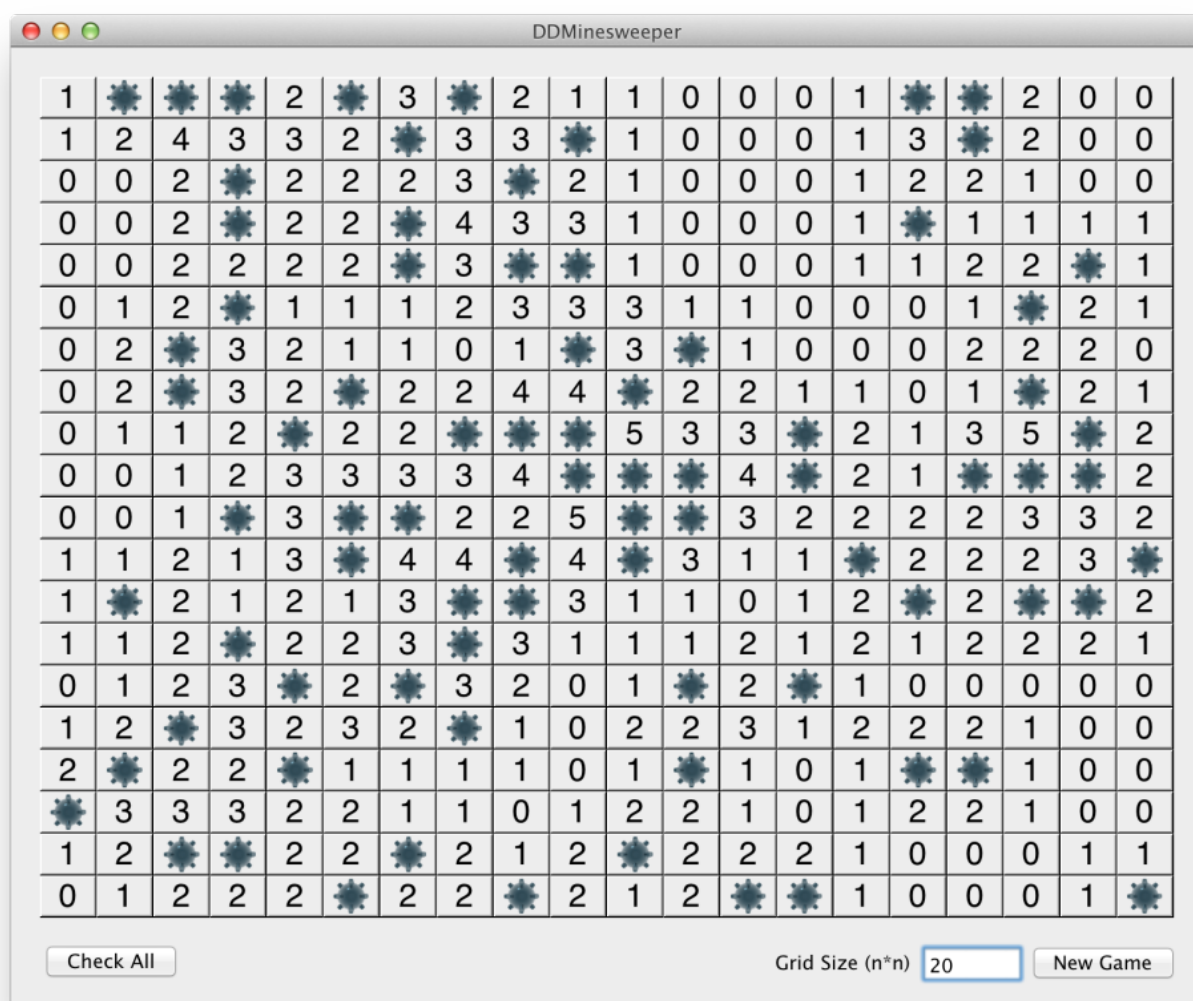 DDMinesweeper
1 2 3 2 1 1 0 0 0 1 2 0 0
1 2 4 3 3 2 3 3 1 0 0 0 1 3 2 0 0
0 0 2 2 2 2 3 2 1 0 0 0 1 2 2 1 0 0
0 0 2 2 2 4 3 3 1 0 0 0 1 1 1 1 1
0 0 2 2 2 2 3 1 0 0 0 1 1 2 2 1
0 1 2 1 1 1 2 3 3 3 1 1 0 0 0 1 2 1
0 2 3 2 1 1 0 1 3 1 0 0 0 2 2 2 0
0 2 3 2 2 2 4 4 2 2 1 1 0 1 2 1
0 1 1 2 2 2 5 3 3 2 1 3 5 2
0 0 1 2 3 3 3 3 4 4 2 1 2
0 0 1 3 2 2 5 3 2 2 2 2 3 3 2
1 1 2 1 3 4 4 4 3 1 1 2 2 2 3
1 2 1 2 1 3 3 1 1 0 1 2 2 2
1 1 2 2 2 3 3 1 1 1 2 1 2 1 2 2 2 1
0 1 2 3 2 3 2 0 1 2 1 0 0 0 0 0
1 2 3 2 3 2 1 0 2 2 3 1 2 2 2 1 0 0
2 2 2 1 1 1 1 0 1 1 0 1 1 0 0
3 3 3 2 2 1 1 0 1 2 2 1 0 1 2 2 1 0 0
1 2 2 2 2 1 2 2 2 2 1 0 0 0 1 1
0 1 2 2 2 2 2 2 1 2 1 0 0 0 1
Check All Grid Size (n*n) 20 New Game